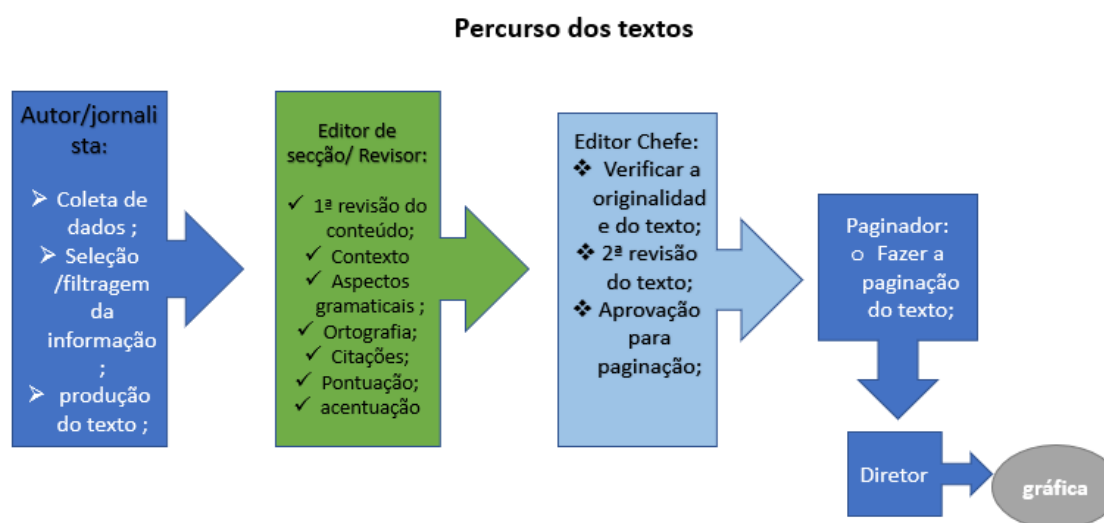 Percurso dos textos
Autor/jornali
sta:
➢ Coleta de
dados ;
➢ Seleção
/filtragem
da
informação
;
➢ produção
do texto ;
Editor de
secção/ Revisor:
✓ 1ª revisão do
conteúdo;
✓ Contexto
✓ Aspectos
gramaticais ;
✓ Ortografia;
✓ Citações;
✓ Pontuação;
✓ acentuação
Editor Chefe:
❖ Verificar a
originalidad
e do texto;
❖ 2ª revisão
do texto;
❖ Aprovação
para
paginação;
Paginador:
o Fazer a
paginação
do texto;
Diretor
gráfica